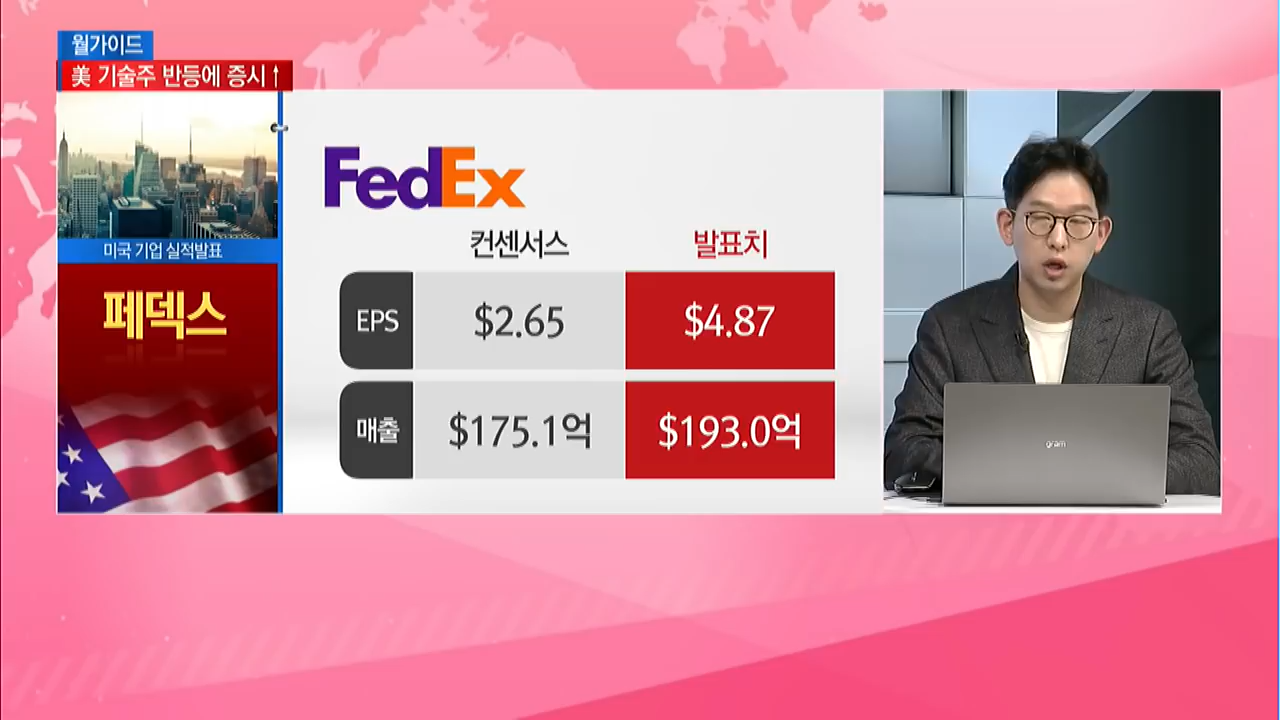 월가이드
美 기술주 반등에 증시↑
미국 기업 실적발표
페덱스
FedEx
컨센서스 발표치
EPS $2.65 $4.87
매출 $175.1억 $193.0억
gram